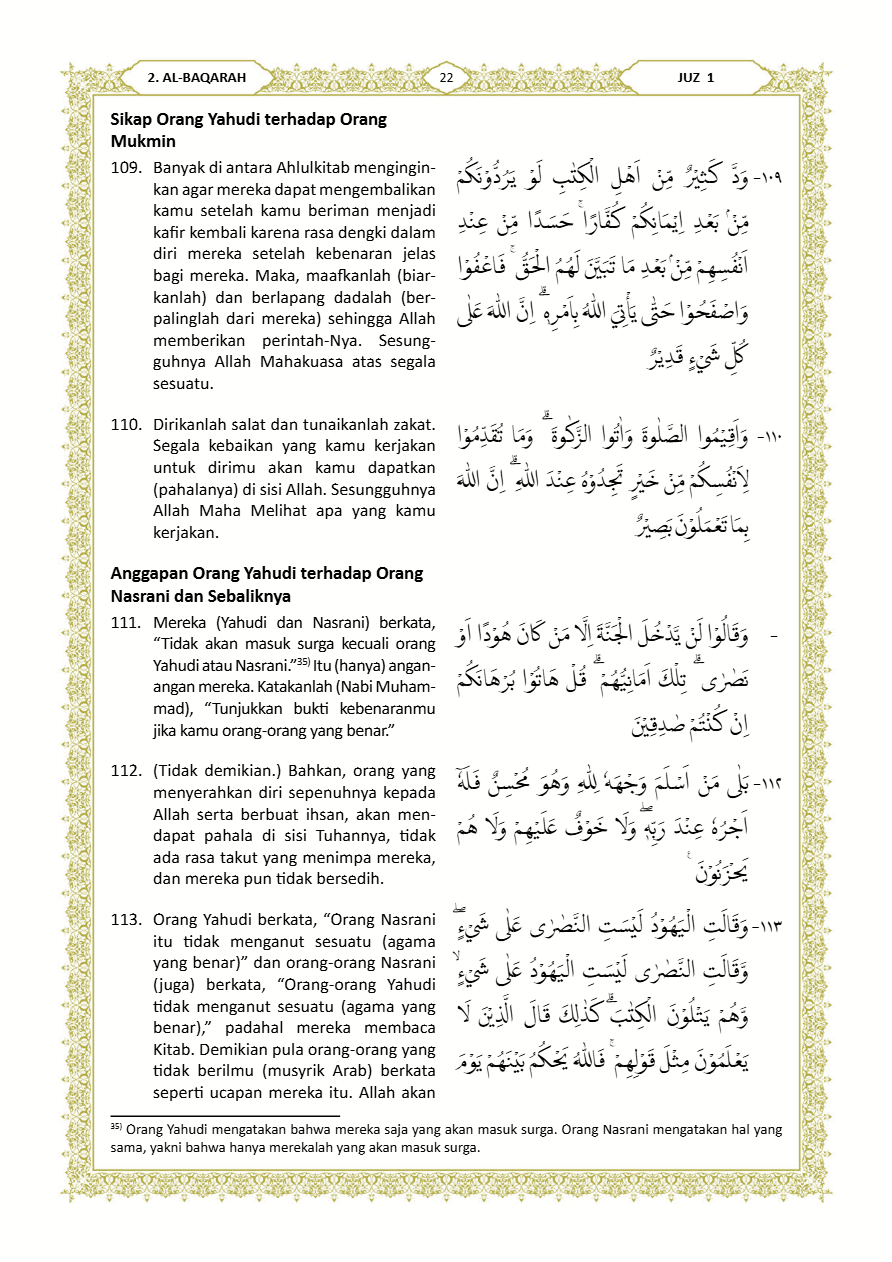 2. AL-BAQARAH
22
JUZ 1
Sikap Orang Yahudi terhadap Orang
Mukmin
109. Banyak di antara Ahlulkitab mengingin-
kan agar mereka dapat mengembalikan
kamu setelah kamu beriman menjadi
kafir kembali karena rasa dengki dalam
diri mereka setelah kebenaran jelas
bagi mereka. Maka, maafkanlah (biar-
kanlah) dan berlapang dadalah (ber-
palinglah dari mereka) sehingga Allah
memberikan perintah-Nya. Sesung-
guhnya Allah Mahakuasa atas segala
sesuatu.
١٠٩- وَدَّ كَثِيْرٌ مِّنْ اَهْلِ الْكِتٰبِ لَوْ يَرُدُّوْنَكُمْ
مِّنْۢ بَعْدِ اِيْمَانِكُمْ كُفَّارًاۚ حَسَدًا مِّنْ عِنْدِ
اَنْفُسِهِمْ مِّنْۢ بَعْدِ مَا تَبَيَّنَ لَهُمُ الْحَقُّۚ فَاعْفُوْا
وَاصْفَحُوْا حَتّٰى يَأْتِيَ اللّٰهُ بِاَمْرِهٖۗ اِنَّ اللّٰهَ عَلٰى
كُلِّ شَيْءٍ قَدِيْرٌ
110. Dirikanlah salat dan tunaikanlah zakat.
Segala kebaikan yang kamu kerjakan
untuk dirimu akan kamu dapatkan
(pahalanya) di sisi Allah. Sesungguhnya
Allah Maha Melihat apa yang kamu
kerjakan.
١١٠- وَاَقِيْمُوا الصَّلٰوةَ وَاٰتُوا الزَّكٰوةَۗ وَمَا تُقَدِّمُوْا
لِاَنْفُسِكُمْ مِّنْ خَيْرٍ تَجِدُوْهُ عِنْدَ اللّٰهِۗ اِنَّ اللّٰهَ
بِمَا تَعْمَلُوْنَ بَصِيْرٌ
Anggapan Orang Yahudi terhadap Orang
Nasrani dan Sebaliknya
111. Mereka (Yahudi dan Nasrani) berkata,
“Tidak akan masuk surga kecuali orang
Yahudi atau Nasrani.”³⁵⁾ Itu (hanya) angan-
angan mereka. Katakanlah (Nabi Muham-
mad), “Tunjukkan bukti kebenaranmu
jika kamu orang-orang yang benar.”
- وَقَالُوْا لَنْ يَّدْخُلَ الْجَنَّةَ اِلَّا مَنْ كَانَ هُوْدًا اَوْ
نَصٰرٰىۗ تِلْكَ اَمَانِيُّهُمْۗ قُلْ هَاتُوْا بُرْهَانَكُمْ
اِنْ كُنْتُمْ صٰدِقِيْنَ
112. (Tidak demikian.) Bahkan, orang yang
menyerahkan diri sepenuhnya kepada
Allah serta berbuat ihsan, akan men-
dapat pahala di sisi Tuhannya, tidak
ada rasa takut yang menimpa mereka,
dan mereka pun tidak bersedih.
١١٢- بَلٰى مَنْ اَسْلَمَ وَجْهَهٗ لِلّٰهِ وَهُوَ مُحْسِنٌ فَلَهٗٓ
اَجْرُهٗ عِنْدَ رَبِّهٖۖ وَلَا خَوْفٌ عَلَيْهِمْ وَلَا هُمْ
يَحْزَنُوْنَۚ
113. Orang Yahudi berkata, “Orang Nasrani
itu tidak menganut sesuatu (agama
yang benar)” dan orang-orang Nasrani
(juga) berkata, “Orang-orang Yahudi
tidak menganut sesuatu (agama yang
benar),” padahal mereka membaca
Kitab. Demikian pula orang-orang yang
tidak berilmu (musyrik Arab) berkata
seperti ucapan mereka itu. Allah akan
١١٣- وَقَالَتِ الْيَهُوْدُ لَيْسَتِ النَّصٰرٰى عَلٰى شَيْءٍۖ
وَّقَالَتِ النَّصٰرٰى لَيْسَتِ الْيَهُوْدُ عَلٰى شَيْءٍۙ
وَّهُمْ يَتْلُوْنَ الْكِتٰبَۗ كَذٰلِكَ قَالَ الَّذِيْنَ لَا
يَعْلَمُوْنَ مِثْلَ قَوْلِهِمْۚ فَاللّٰهُ يَحْكُمُ بَيْنَهُمْ يَوْمَ
³⁵⁾ Orang Yahudi mengatakan bahwa mereka saja yang akan masuk surga. Orang Nasrani mengatakan hal yang
sama, yakni bahwa hanya merekalah yang akan masuk surga.